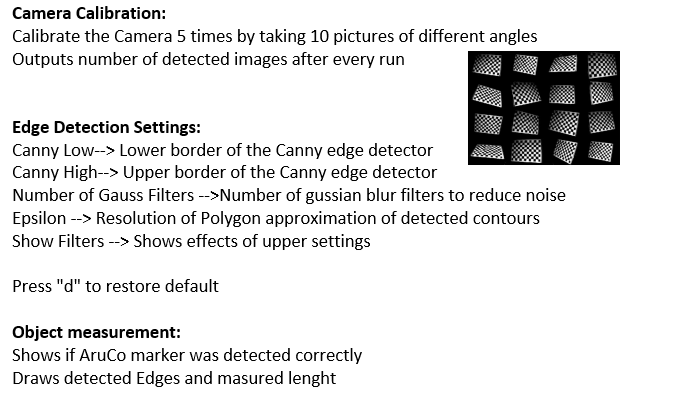 Camera Calibration:
Calibrate the Camera 5 times by taking 10 pictures of different angles
Outputs number of detected images after every run
Edge Detection Settings:
Canny Low--> Lower border of the Canny edge detector
Canny High--> Upper border of the Canny edge detector
Number of Gauss Filters -->Number of gussian blur filters to reduce noise
Epsilon --> Resolution of Polygon approximation of detected contours
Show Filters --> Shows effects of upper settings
Press "d" to restore default
Object measurement:
Shows if AruCo marker was detected correctly
Draws detected Edges and masured lenght